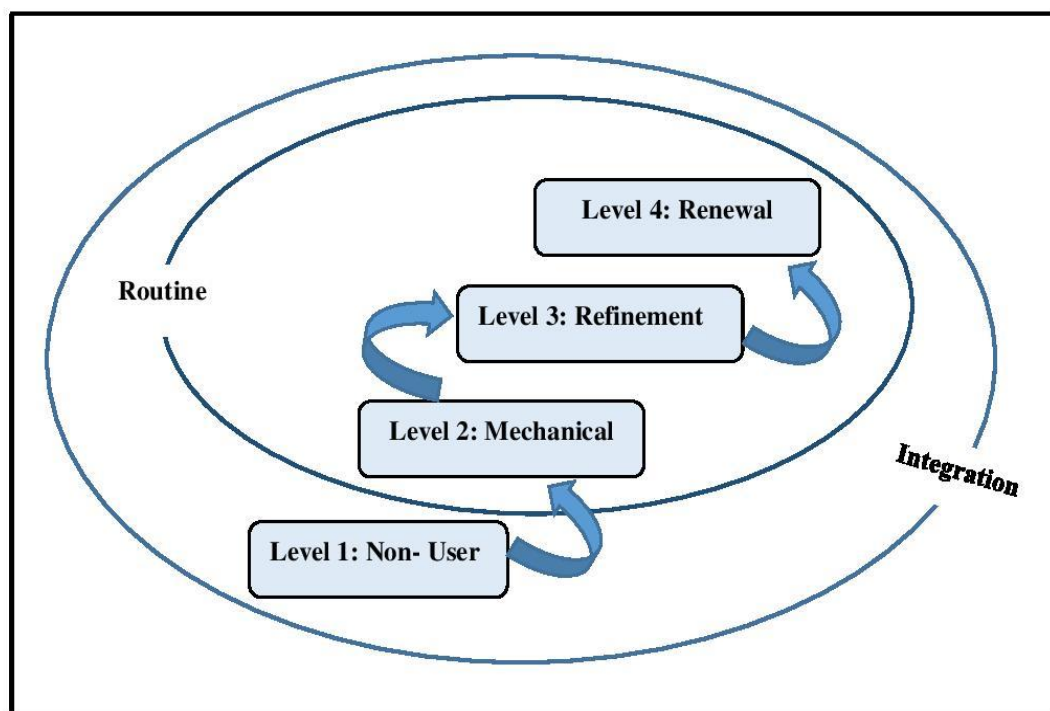 Level 4: Renewal
Routine
Level 3: Refinement
Level 2: Mechanical
Integration
Level 1: Non- User